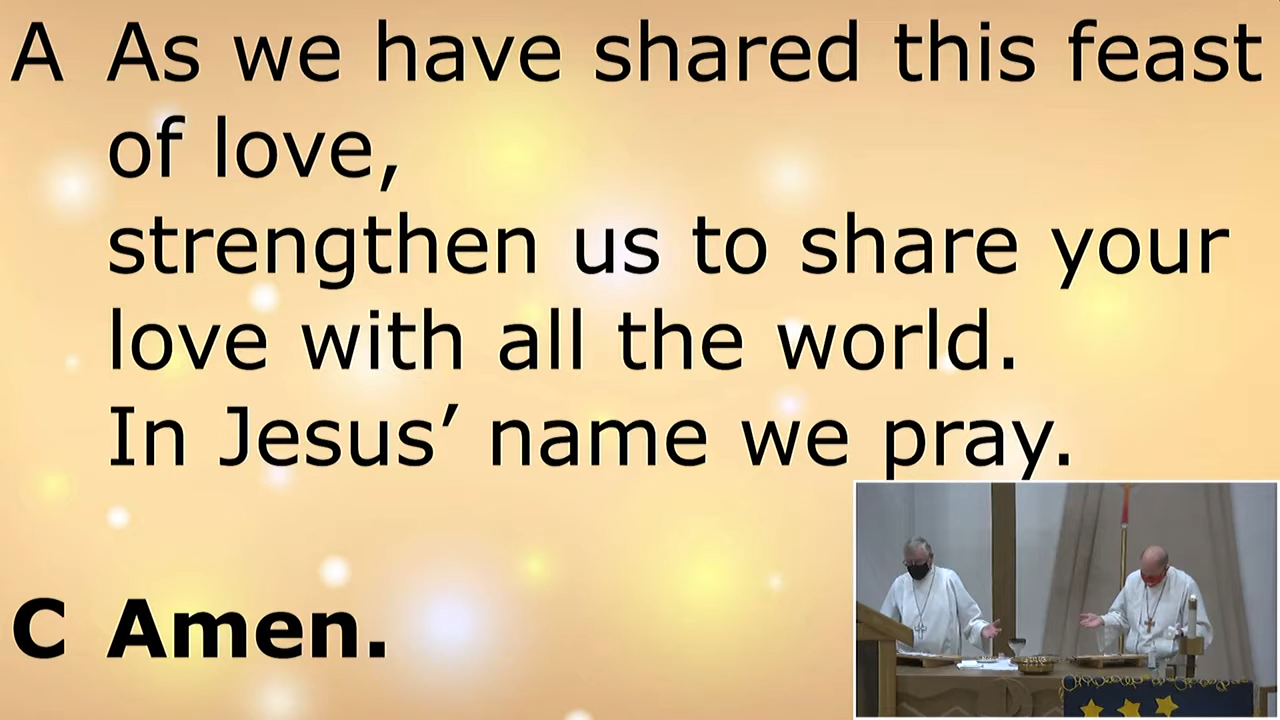 A As we have shared this feast
of love,
strengthen us to share your
love with all the world.
In Jesus’ name we pray.
C Amen.